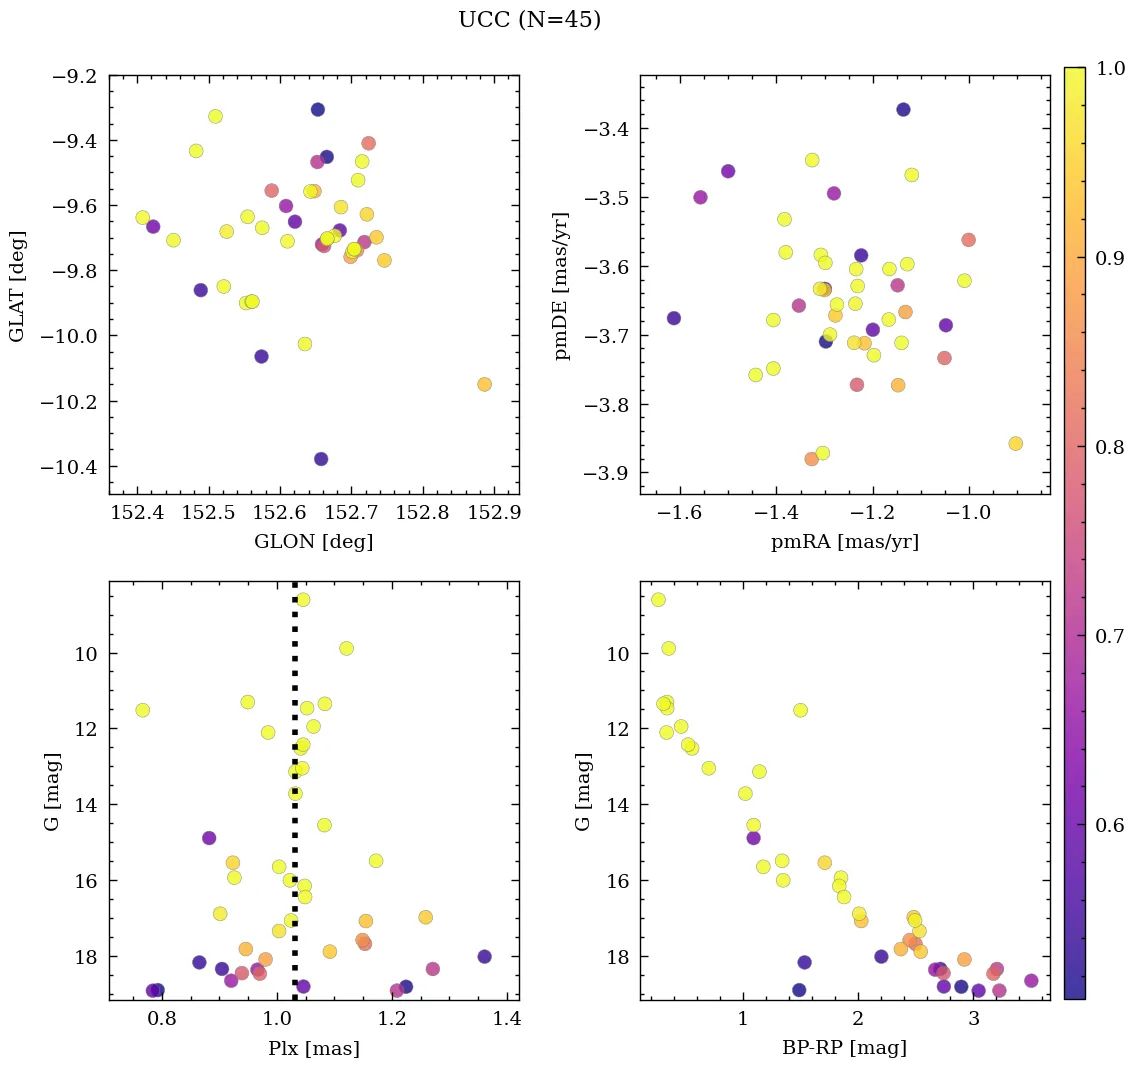 UCC (N=45)
−9.2
−9.4
−9.6
−9.8
−10.0
−10.2
−10.4
GLAT [deg]
152.4 152.5 152.6 152.7 152.8 152.9
GLON [deg]
−3.4
−3.5
−3.6
−3.7
−3.8
−3.9
pmDE [mas/yr]
−1.6 −1.4 −1.2 −1.0
pmRA [mas/yr]
1.0
0.9
0.8
0.7
0.6
10
12
14
16
18
G [mag]
0.8 1.0 1.2 1.4
Plx [mas]
10
12
14
16
18
G [mag]
1 2 3
BP-RP [mag]